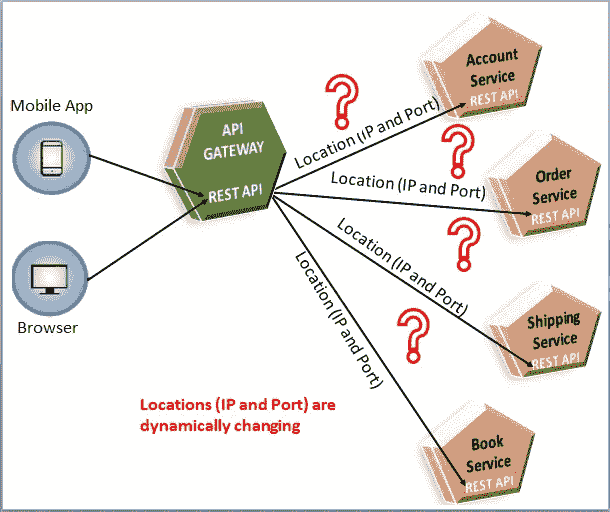 Mobile App
Browser
API
GATEWAY
REST API
?
Location (IP and Port)
?
Location (IP and Port)
?
Location (IP and Port)
?
Location (IP and Port)
Account
Service
REST API
Order
Service
REST API
Shipping
Service
REST API
Book
Service
REST API
Locations (IP and Port) are
dynamically changing